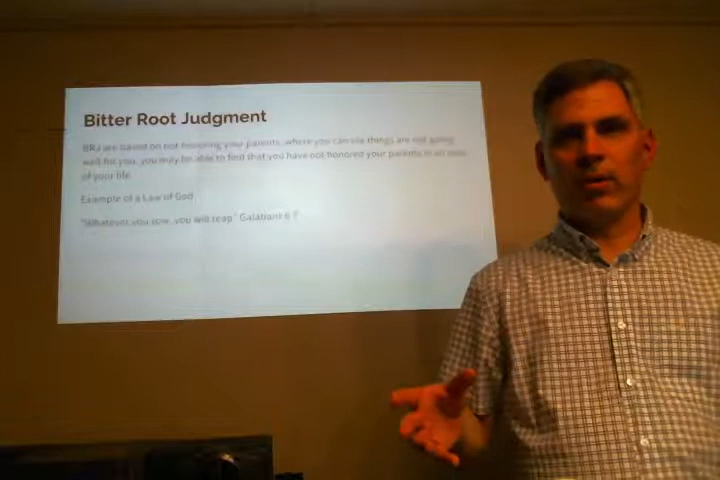 Bitter Root Judgment
BRJ are based on not honoring your parents, where you can see things are not going
well for you, you may be able to find that you have not honored your parents in an area
of your life
Example of a Law of God
"Whatever you sow, you will reap." Galatians 6 7